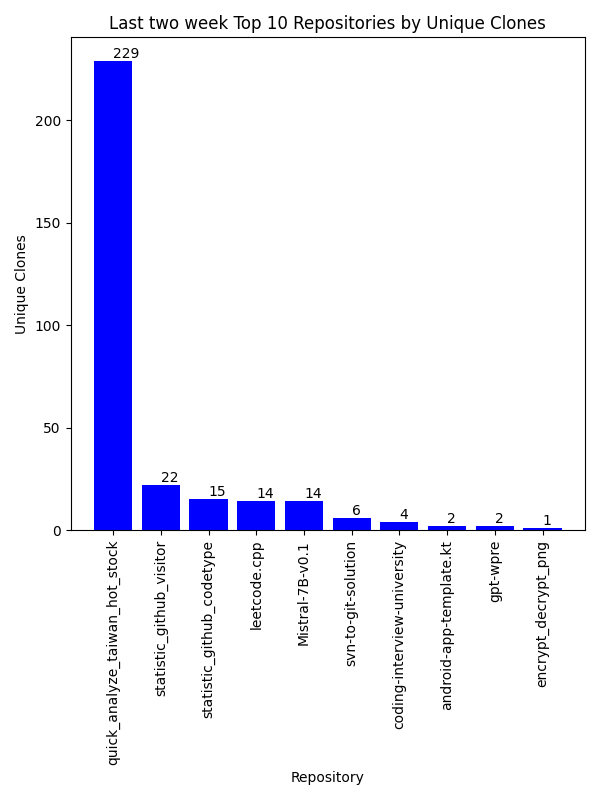 Last two week Top 10 Repositories by Unique Clones
Unique Clones
200
150
100
50
0
229
22
15
14
14
6
4
2
2
1
quick_analyze_taiwan_hot_stock
statistic_github_visitor
statistic_github_codetype
leetcode.cpp
Mistral-7B-v0.1
svn-to-git-solution
coding-interview-university
android-app-template.kt
gpt-wpre
encrypt_decrypt_png
Repository